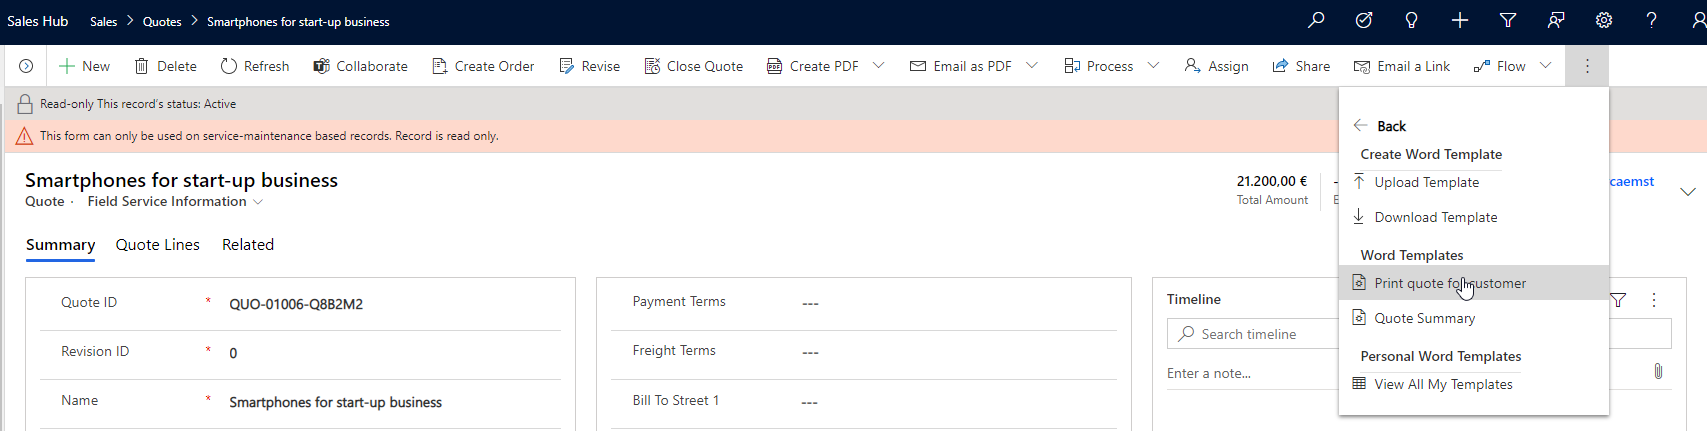 Sales Hub Sales Quotes Smartphones for start-up business
New Delete Refresh Collaborate Create Order Revise Close Quote Create PDF Email as PDF Process Assign Share Email a Link Flow
Read-only This record's status: Active
This form can only be used on service-maintenance based records. Record is read only.
Smartphones for start-up business
Quote · Field Service Information
21.200,00 €
Total Amount
caemst
Summary Quote Lines Related
Quote ID * QUO-01006-Q8B2M2
Revision ID * 0
Name * Smartphones for start-up business
Payment Terms ---
Freight Terms ---
Bill To Street 1 ---
Timeline
Search timeline
Enter a note...
Back
Create Word Template
Upload Template
Download Template
Word Templates
Print quote for customer
Quote Summary
Personal Word Templates
View All My Templates